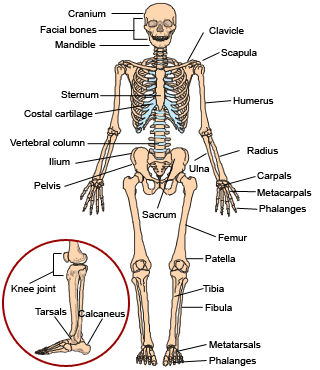 Cranium
Facial bones
Mandible
Clavicle
Scapula
Sternum
Costal cartilage
Humerus
Vertebral column
Ilium
Pelvis
Radius
Ulna
Carpals
Metacarpals
Phalanges
Sacrum
Femur
Patella
Knee joint
Tibia
Fibula
Tarsals
Calcaneus
Metatarsals
Phalanges